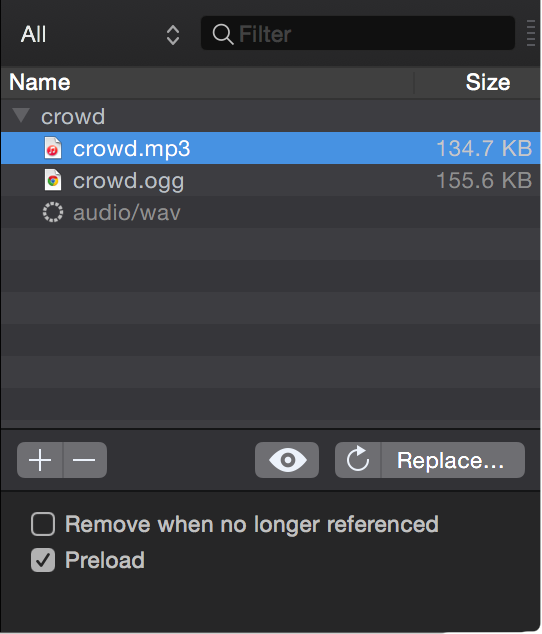 All
Filter
Name Size
crowd
crowd.mp3 134.7 KB
crowd.ogg 155.6 KB
audio/wav
Replace...
Remove when no longer referenced
Preload